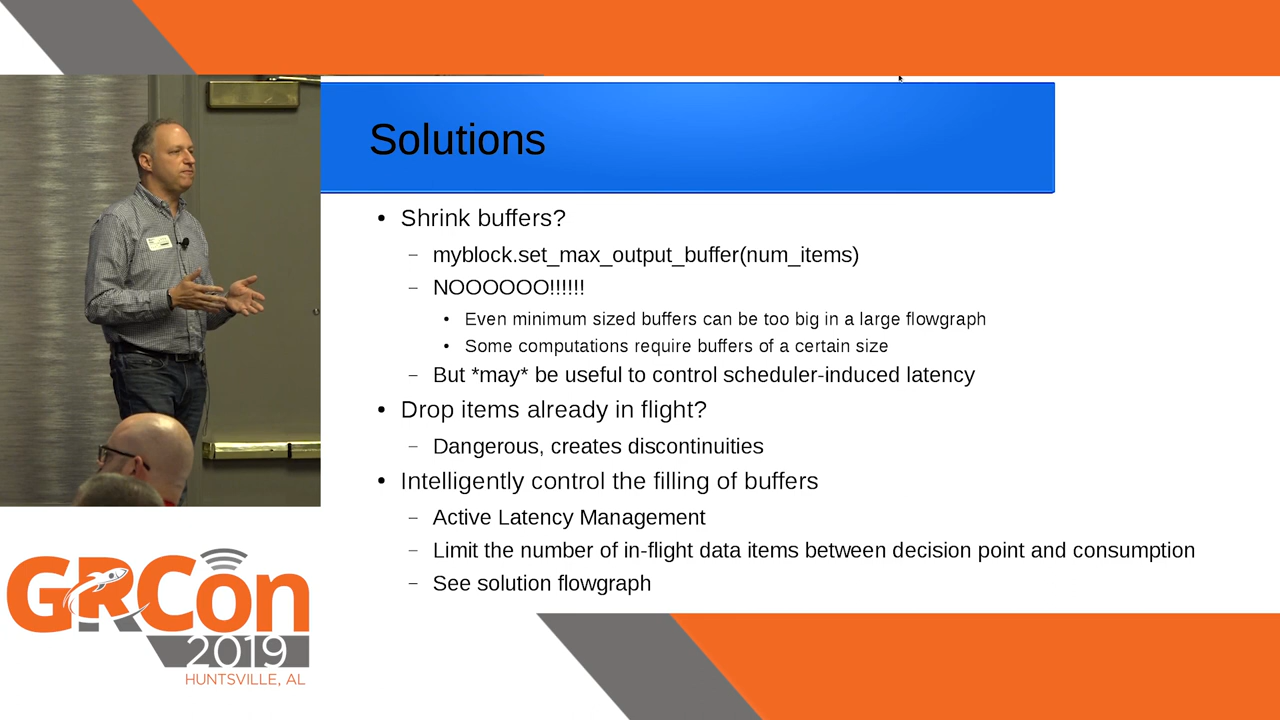 Solutions
• Shrink buffers?
– myblock.set_max_output_buffer(num_items)
– NOOOOOO!!!!!!
• Even minimum sized buffers can be too big in a large flowgraph
• Some computations require buffers of a certain size
– But *may* be useful to control scheduler-induced latency
• Drop items already in flight?
– Dangerous, creates discontinuities
• Intelligently control the filling of buffers
– Active Latency Management
– Limit the number of in-flight data items between decision point and consumption
– See solution flowgraph
GRCon
2019
HUNTSVILLE, AL